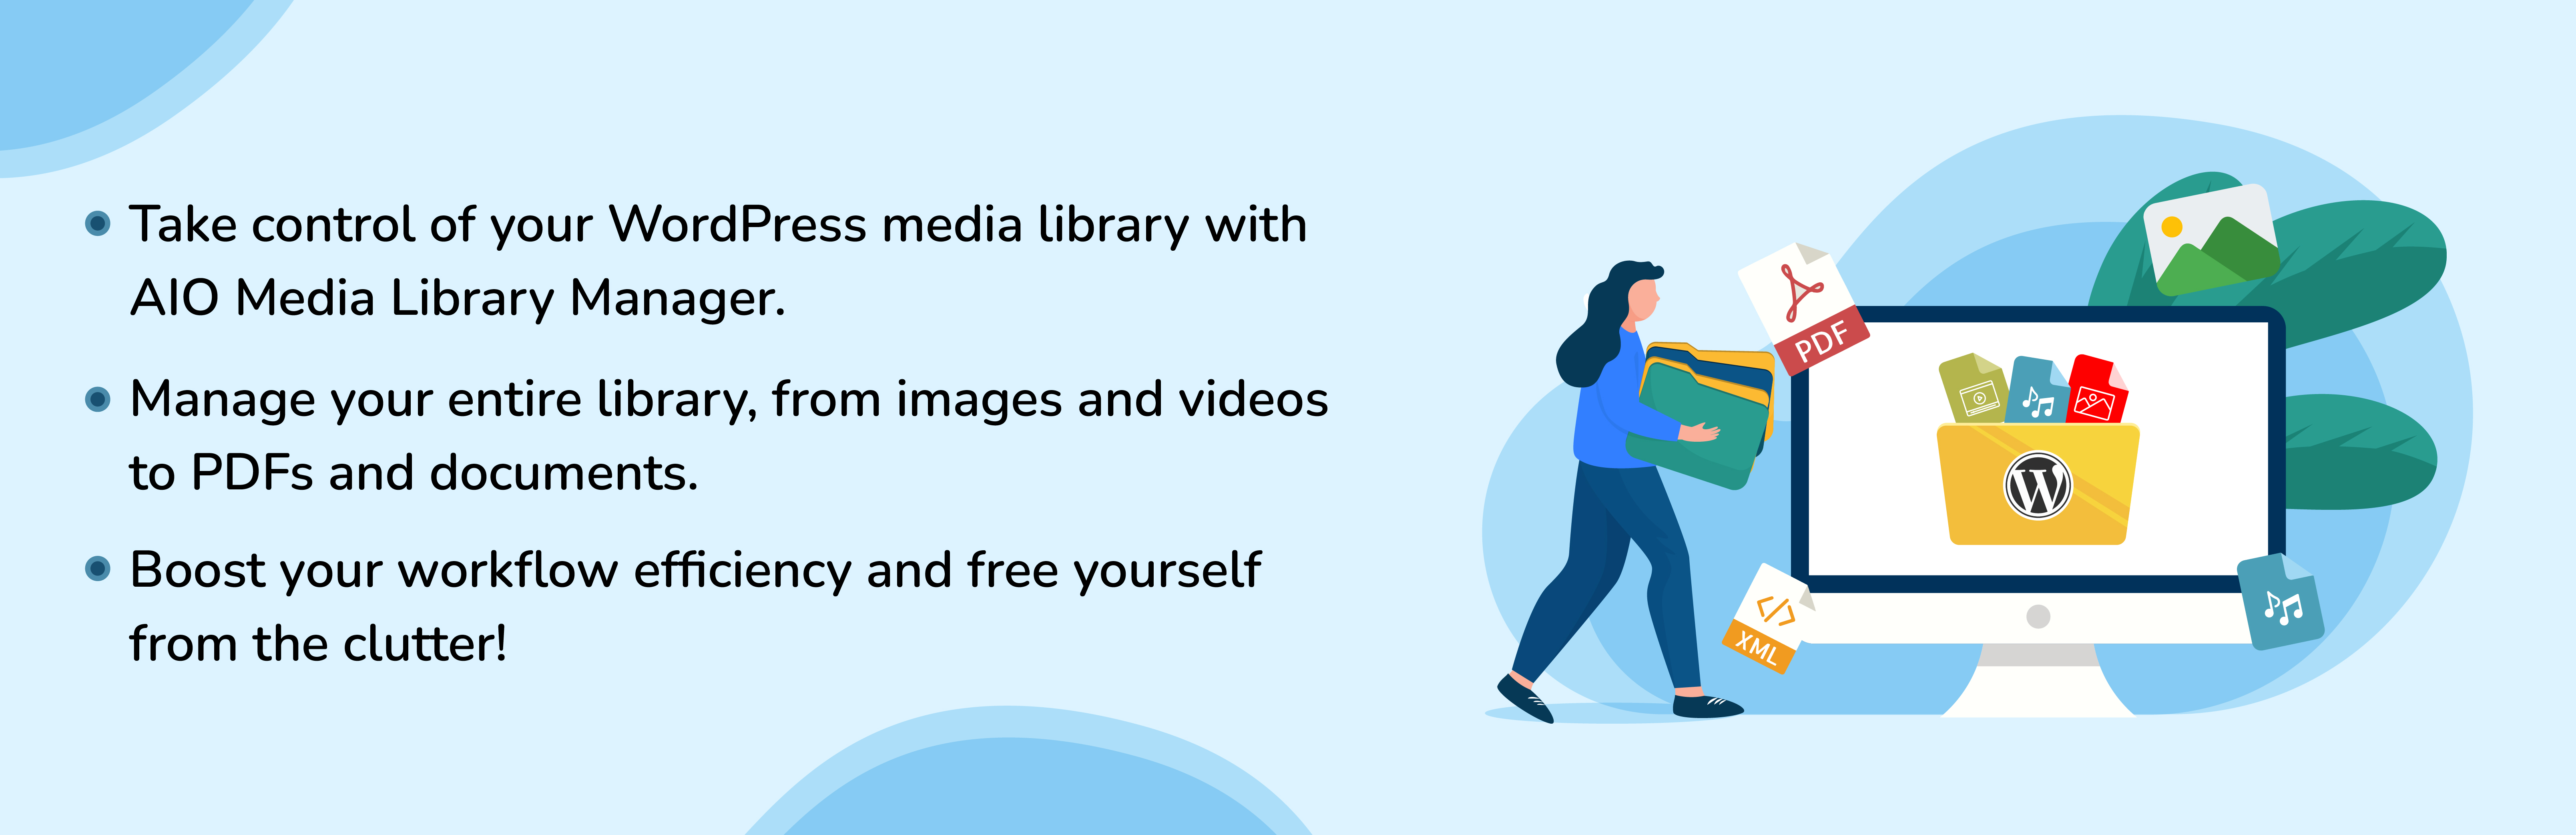 Take control of your WordPress media library with
AIO Media Library Manager.
Manage your entire library, from images and videos
to PDFs and documents.
Boost your workflow efficiency and free yourself
from the clutter!
PDF
W
</> XML